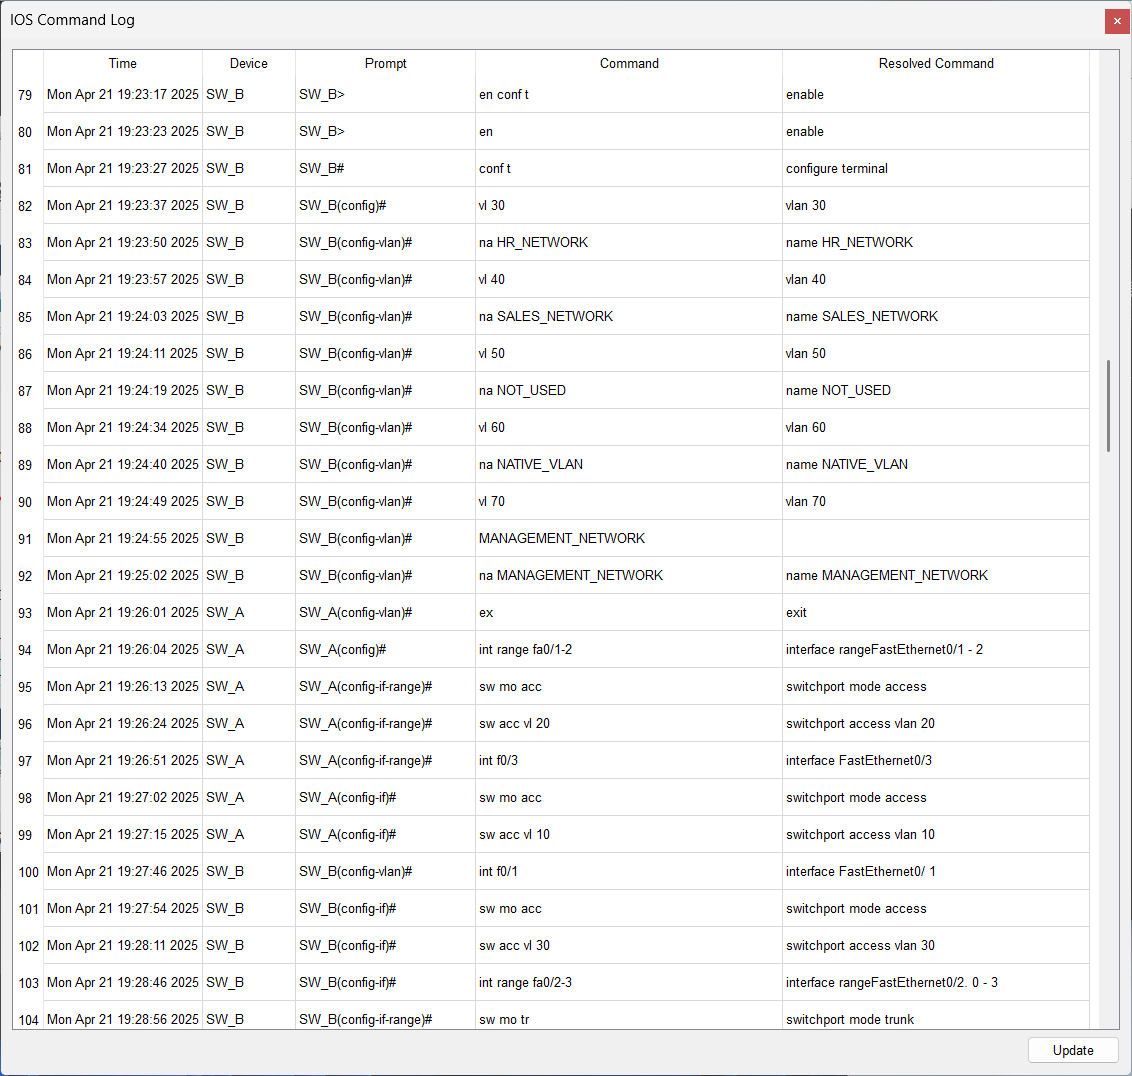 IOS Command Log
Time Device Prompt Command Resolved Command
79 Mon Apr 21 19:23:17 2025 SW_B SW_B> en conf t enable
80 Mon Apr 21 19:23:23 2025 SW_B SW_B> en enable
81 Mon Apr 21 19:23:27 2025 SW_B SW_B# conf t configure terminal
82 Mon Apr 21 19:23:37 2025 SW_B SW_B(config)# vl 30 vlan 30
83 Mon Apr 21 19:23:50 2025 SW_B SW_B(config-vlan)# na HR_NETWORK name HR_NETWORK
84 Mon Apr 21 19:23:57 2025 SW_B SW_B(config-vlan)# vl 40 vlan 40
85 Mon Apr 21 19:24:03 2025 SW_B SW_B(config-vlan)# na SALES_NETWORK name SALES_NETWORK
86 Mon Apr 21 19:24:11 2025 SW_B SW_B(config-vlan)# vl 50 vlan 50
87 Mon Apr 21 19:24:19 2025 SW_B SW_B(config-vlan)# na NOT_USED name NOT_USED
88 Mon Apr 21 19:24:34 2025 SW_B SW_B(config-vlan)# vl 60 vlan 60
89 Mon Apr 21 19:24:40 2025 SW_B SW_B(config-vlan)# na NATIVE_VLAN name NATIVE_VLAN
90 Mon Apr 21 19:24:49 2025 SW_B SW_B(config-vlan)# vl 70 vlan 70
91 Mon Apr 21 19:24:55 2025 SW_B SW_B(config-vlan)# MANAGEMENT_NETWORK
92 Mon Apr 21 19:25:02 2025 SW_B SW_B(config-vlan)# na MANAGEMENT_NETWORK name MANAGEMENT_NETWORK
93 Mon Apr 21 19:26:01 2025 SW_A SW_A(config-vlan)# ex exit
94 Mon Apr 21 19:26:04 2025 SW_A SW_A(config)# int range fa0/1-2 interface rangeFastEthernet0/1 - 2
95 Mon Apr 21 19:26:13 2025 SW_A SW_A(config-if-range)# sw mo acc switchport mode access
96 Mon Apr 21 19:26:24 2025 SW_A SW_A(config-if-range)# sw acc vl 20 switchport access vlan 20
97 Mon Apr 21 19:26:51 2025 SW_A SW_A(config-if-range)# int f0/3 interface FastEthernet0/3
98 Mon Apr 21 19:27:02 2025 SW_A SW_A(config-if)# sw mo acc switchport mode access
99 Mon Apr 21 19:27:15 2025 SW_A SW_A(config-if)# sw acc vl 10 switchport access vlan 10
100 Mon Apr 21 19:27:46 2025 SW_B SW_B(config-vlan)# int f0/1 interface FastEthernet0/ 1
101 Mon Apr 21 19:27:54 2025 SW_B SW_B(config-if)# sw mo acc switchport mode access
102 Mon Apr 21 19:28:11 2025 SW_B SW_B(config-if)# sw acc vl 30 switchport access vlan 30
103 Mon Apr 21 19:28:46 2025 SW_B SW_B(config-if)# int range fa0/2-3 interface rangeFastEthernet0/2. 0 - 3
104 Mon Apr 21 19:28:56 2025 SW_B SW_B(config-if-range)# sw mo tr switchport mode trunk
Update